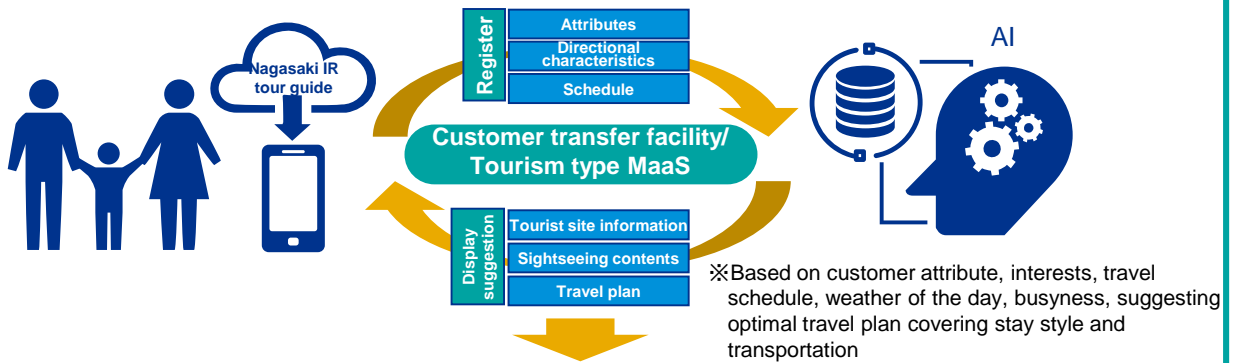 Nagasaki IR
tour guide
Register
Attributes
Directional
characteristics
Schedule
AI
Customer transfer facility/
Tourism type MaaS
Display
suggestion
Tourist site information
Sightseeing contents
Travel plan
※Based on customer attribute, interests, travel
schedule, weather of the day, busyness, suggesting
optimal travel plan covering stay style and
transportation